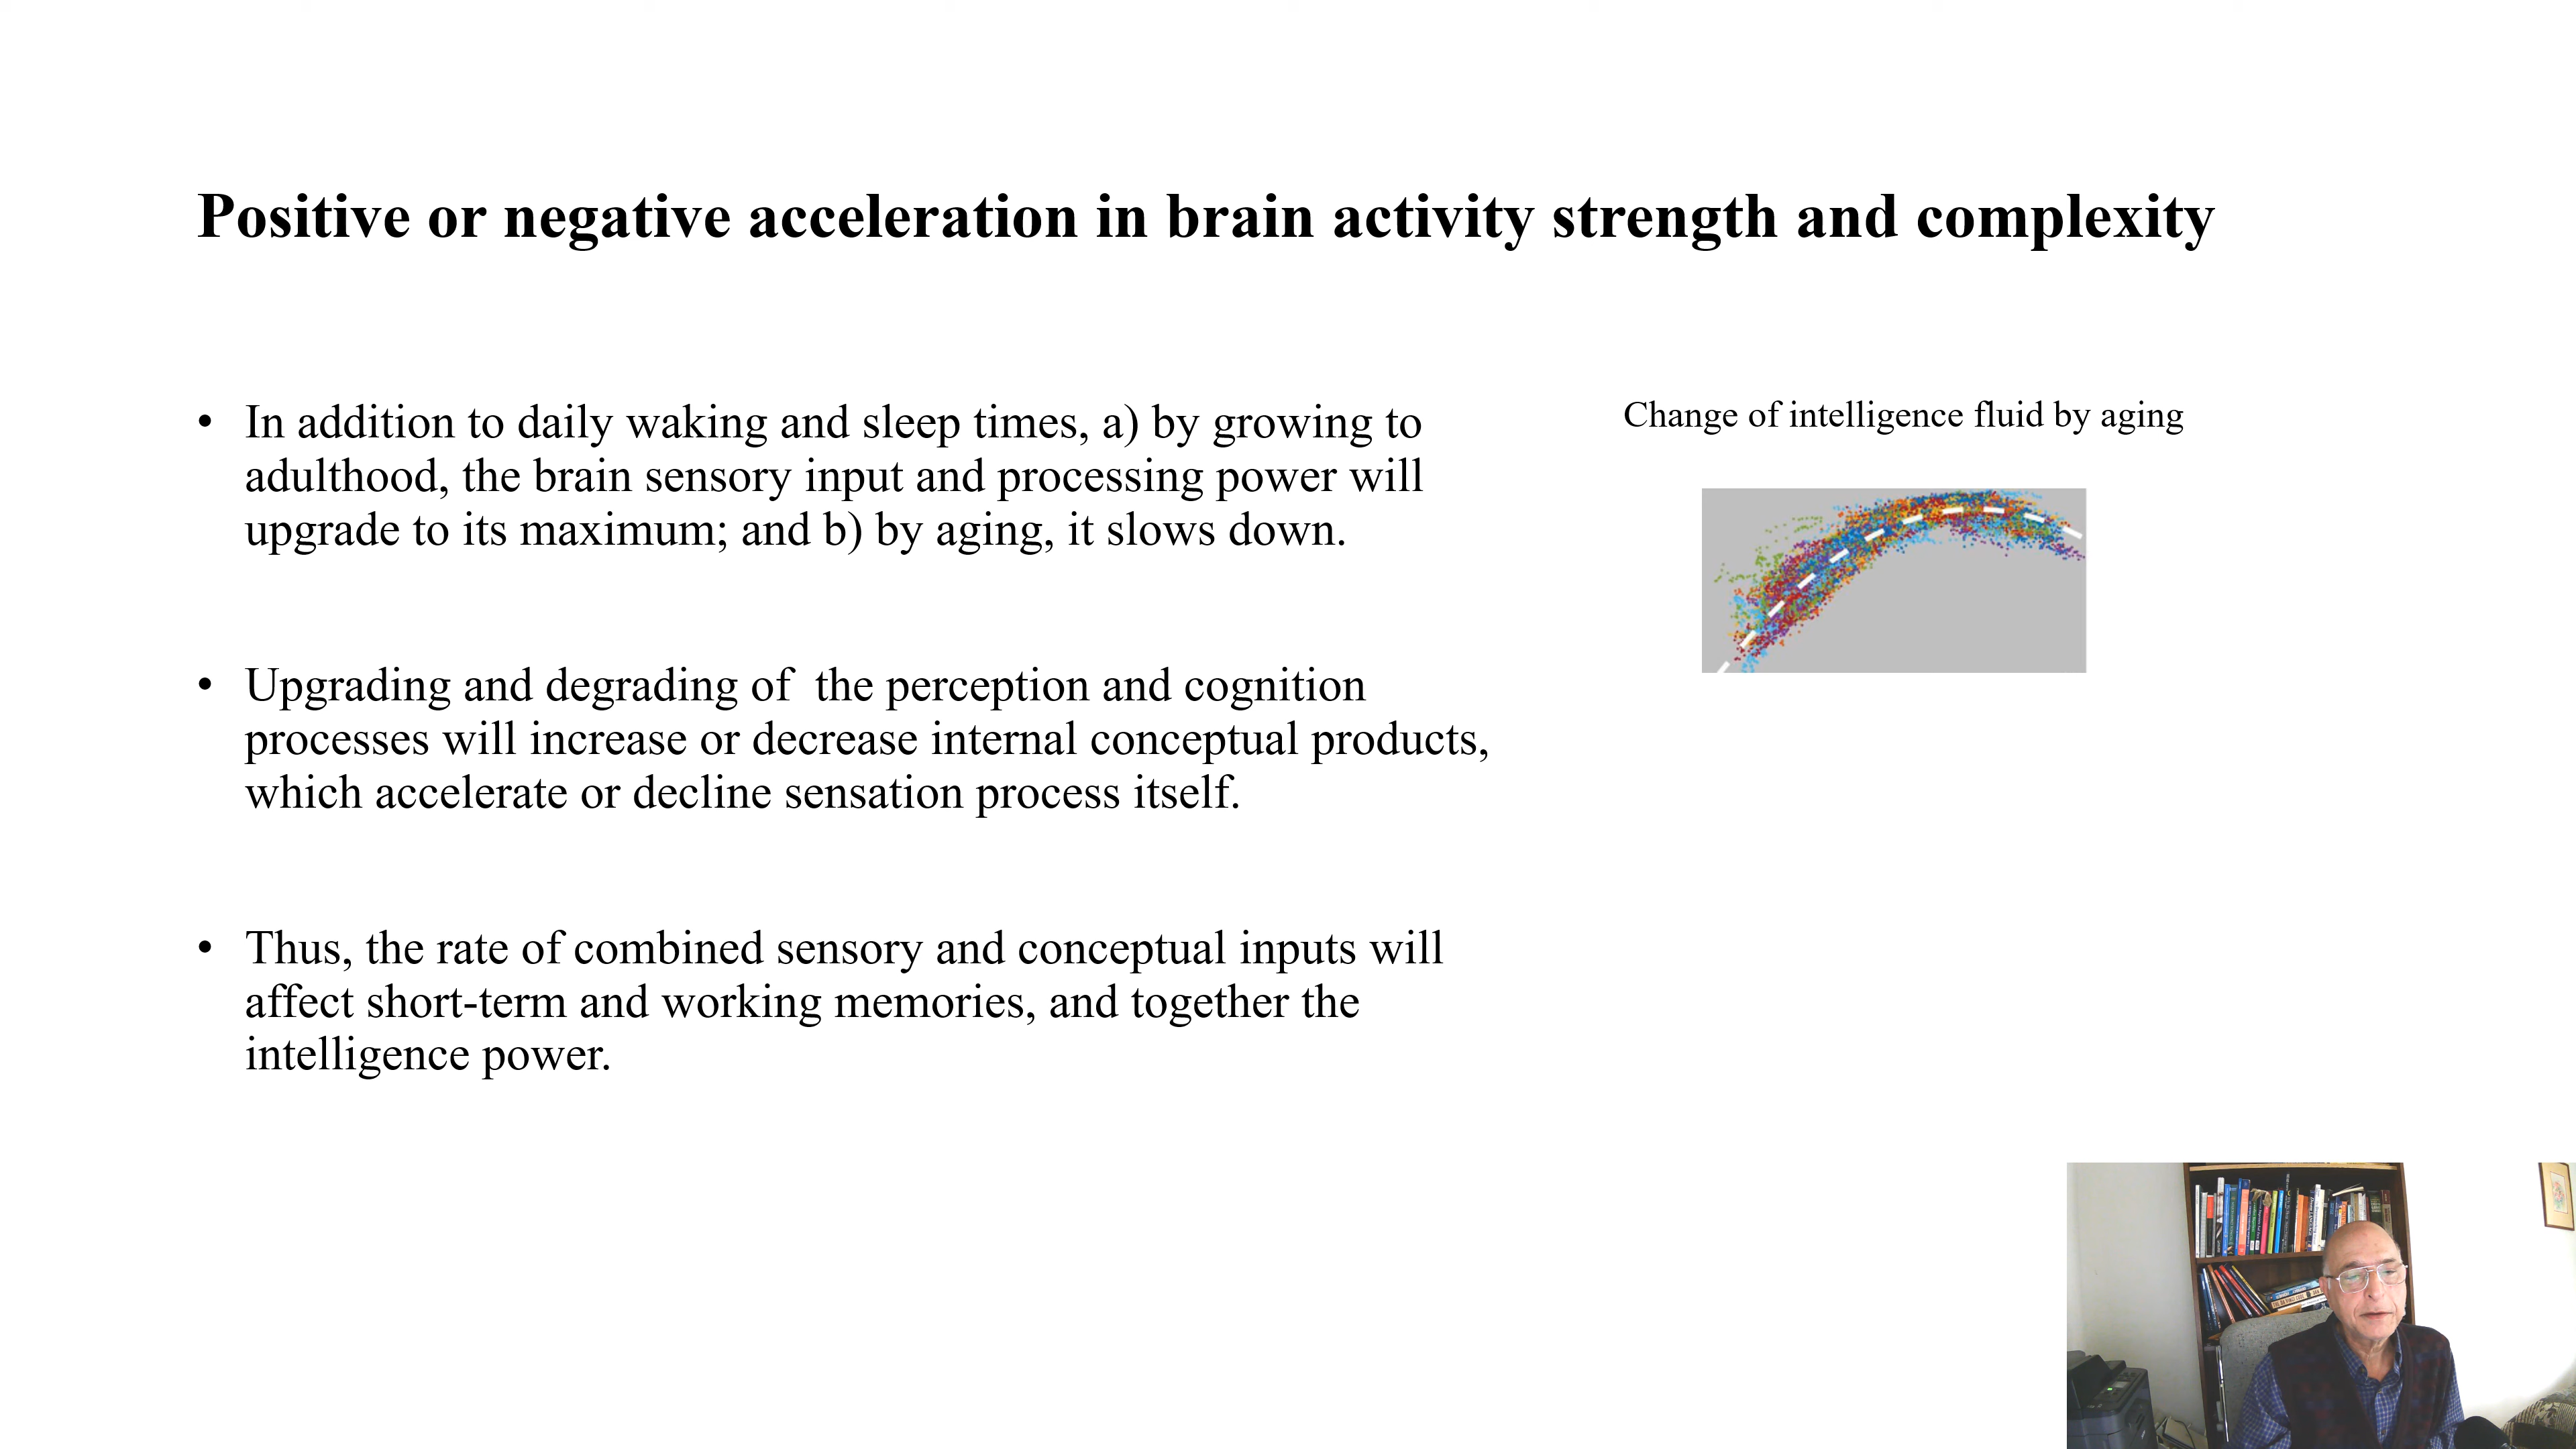 Positive or negative acceleration in brain activity strength and complexity
• In addition to daily waking and sleep times, a) by growing to
adulthood, the brain sensory input and processing power will
upgrade to its maximum; and b) by aging, it slows down.
• Upgrading and degrading of  the perception and cognition
processes will increase or decrease internal conceptual products,
which accelerate or decline sensation process itself.
• Thus, the rate of combined sensory and conceptual inputs will
affect short-term and working memories, and together the
intelligence power.
Change of intelligence fluid by aging